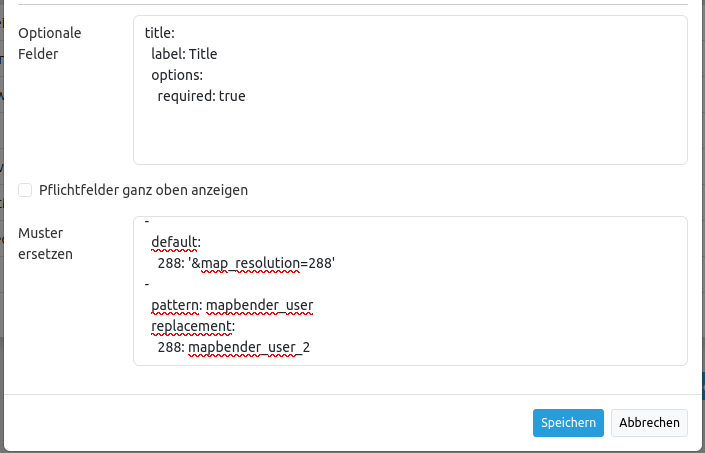 Optionale
Felder
title:
  label: Title
  options:
    required: true
Pflichtfelder ganz oben anzeigen
Muster
ersetzen
-
  default:
    288: '&map_resolution=288'
-
  pattern: mapbender_user
  replacement:
    288: mapbender_user_2
Speichern
Abbrechen